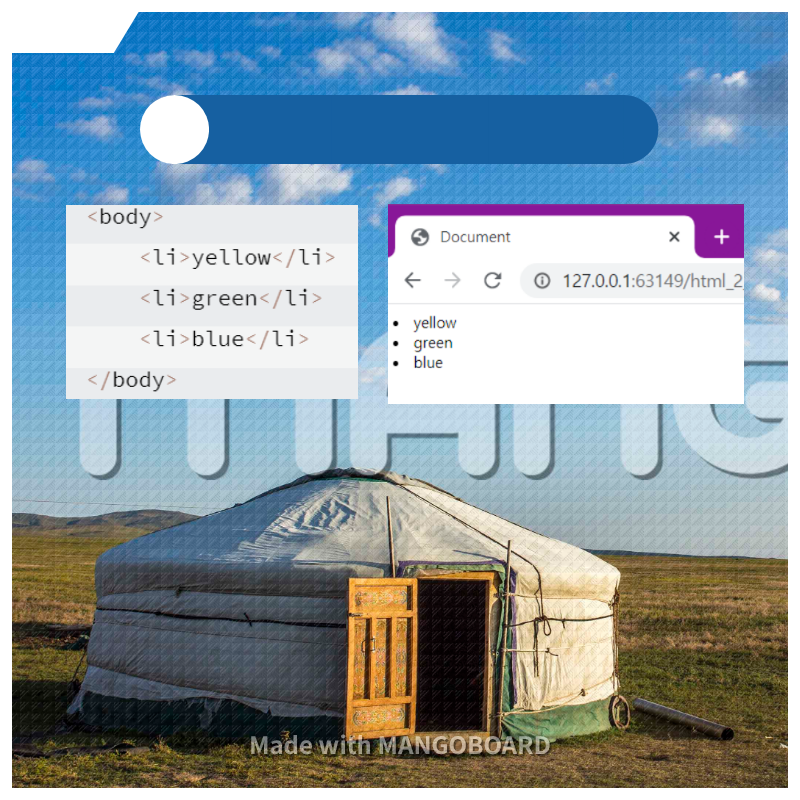 <body>
<li>yellow</li>
<li>green</li>
<li>blue</li>
</body>
Document
127.0.0.1:63149/html_2
yellow
green
blue
MANG
Made with MANGOBOARD